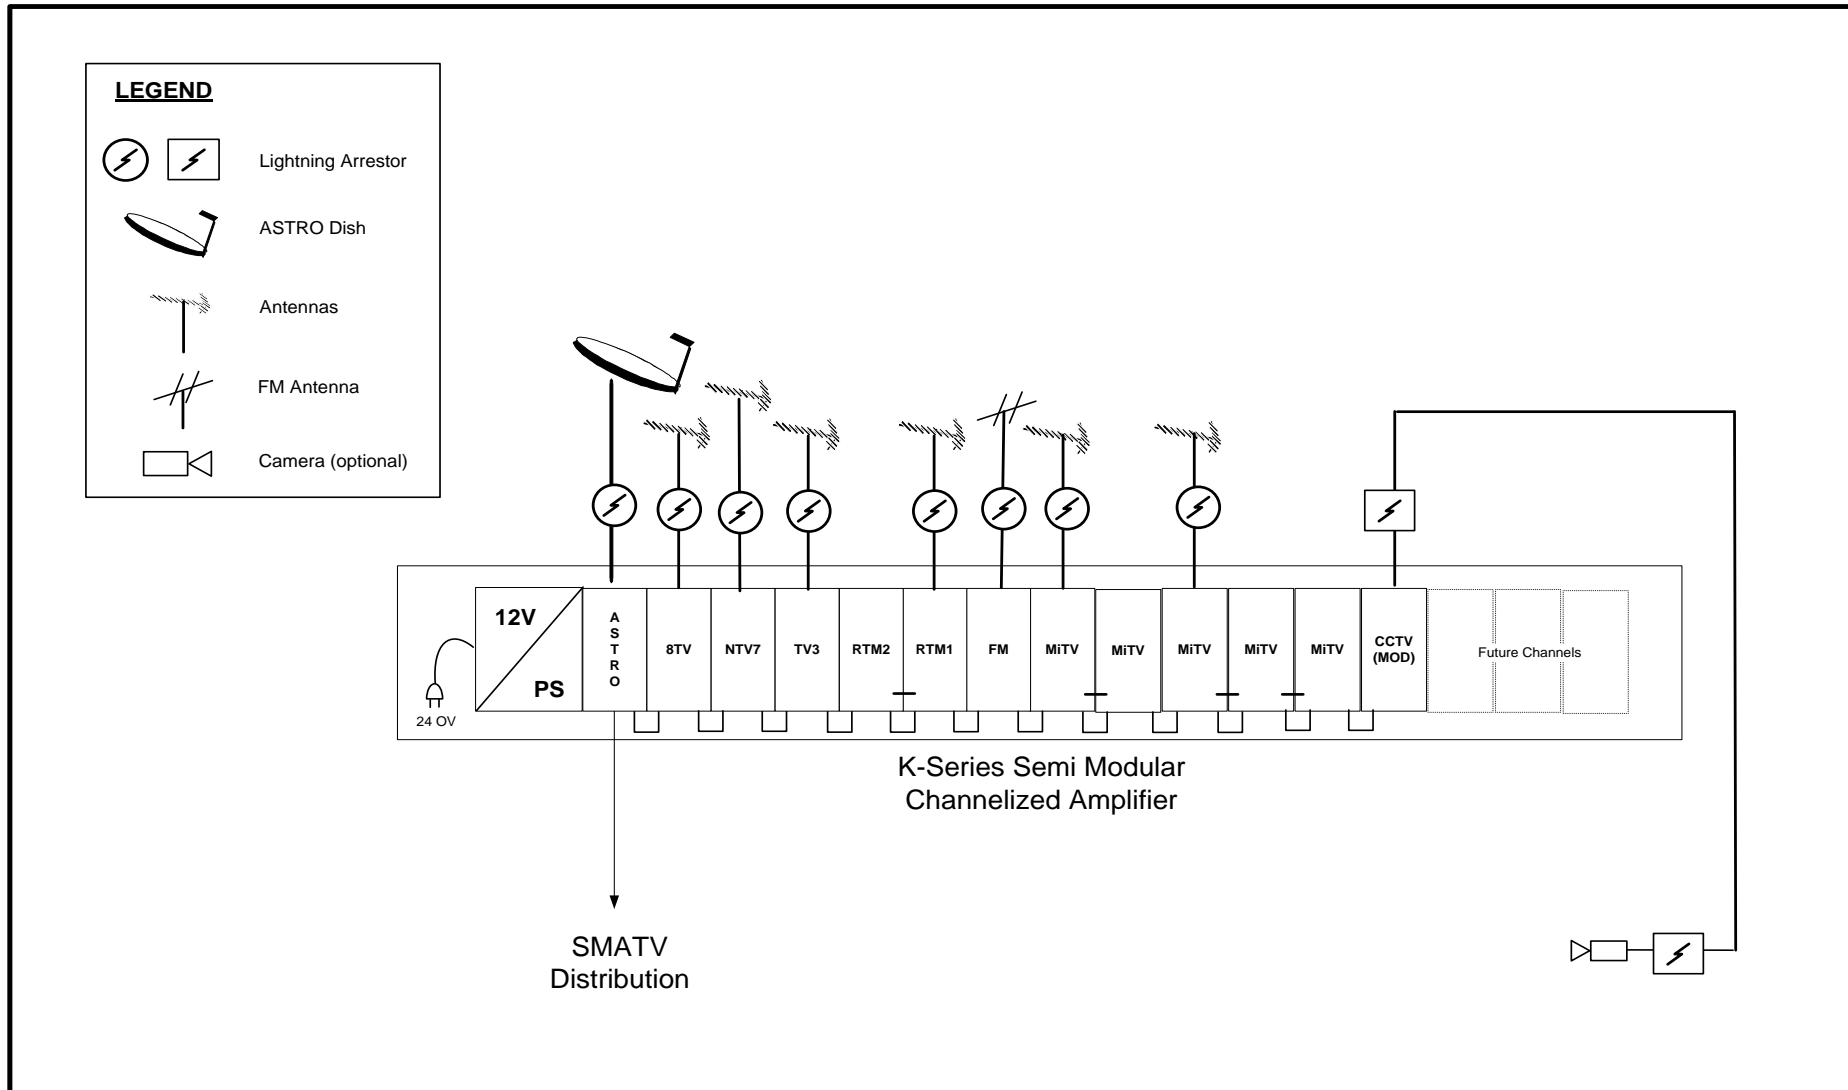 LEGEND
Lightning Arrestor
ASTRO Dish
Antennas
FM Antenna
Camera (optional)
12V
PS
24 OV
A
S
T
R
O
8TV
NTV7
TV3
RTM2
RTM1
FM
MiTV
MiTV
MiTV
MiTV
MiTV
CCTV
(MOD)
Future Channels
K-Series Semi Modular
Channelized Amplifier
SMATV
Distribution